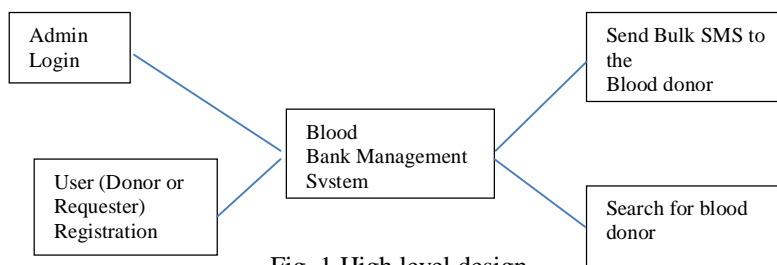 Admin
Login
Send Bulk SMS to
the
Blood donor
Blood
Bank Management
System
User (Donor or
Requester)
Registration
Search for blood
donor
Fig. 1 High level design